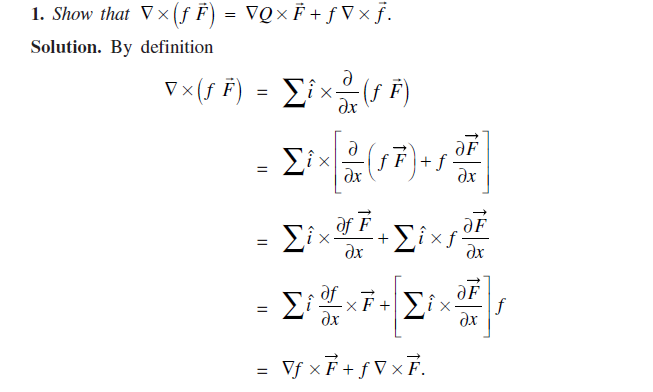 1. Show that ∇×(f F⃗) = ∇Q×F⃗ + f ∇×f⃗.
Solution. By definition
∇×(f F⃗) = ∑î×∂/∂x(f F⃗)
= ∑î×[∂/∂x(f F⃗)+f ∂F⃗/∂x]
= ∑î×∂f F⃗/∂x + ∑î×f ∂F⃗/∂x
= ∑î ∂f/∂x×F⃗ + [∑î×∂F⃗/∂x] f
= ∇f ×F⃗ + f ∇×F⃗.